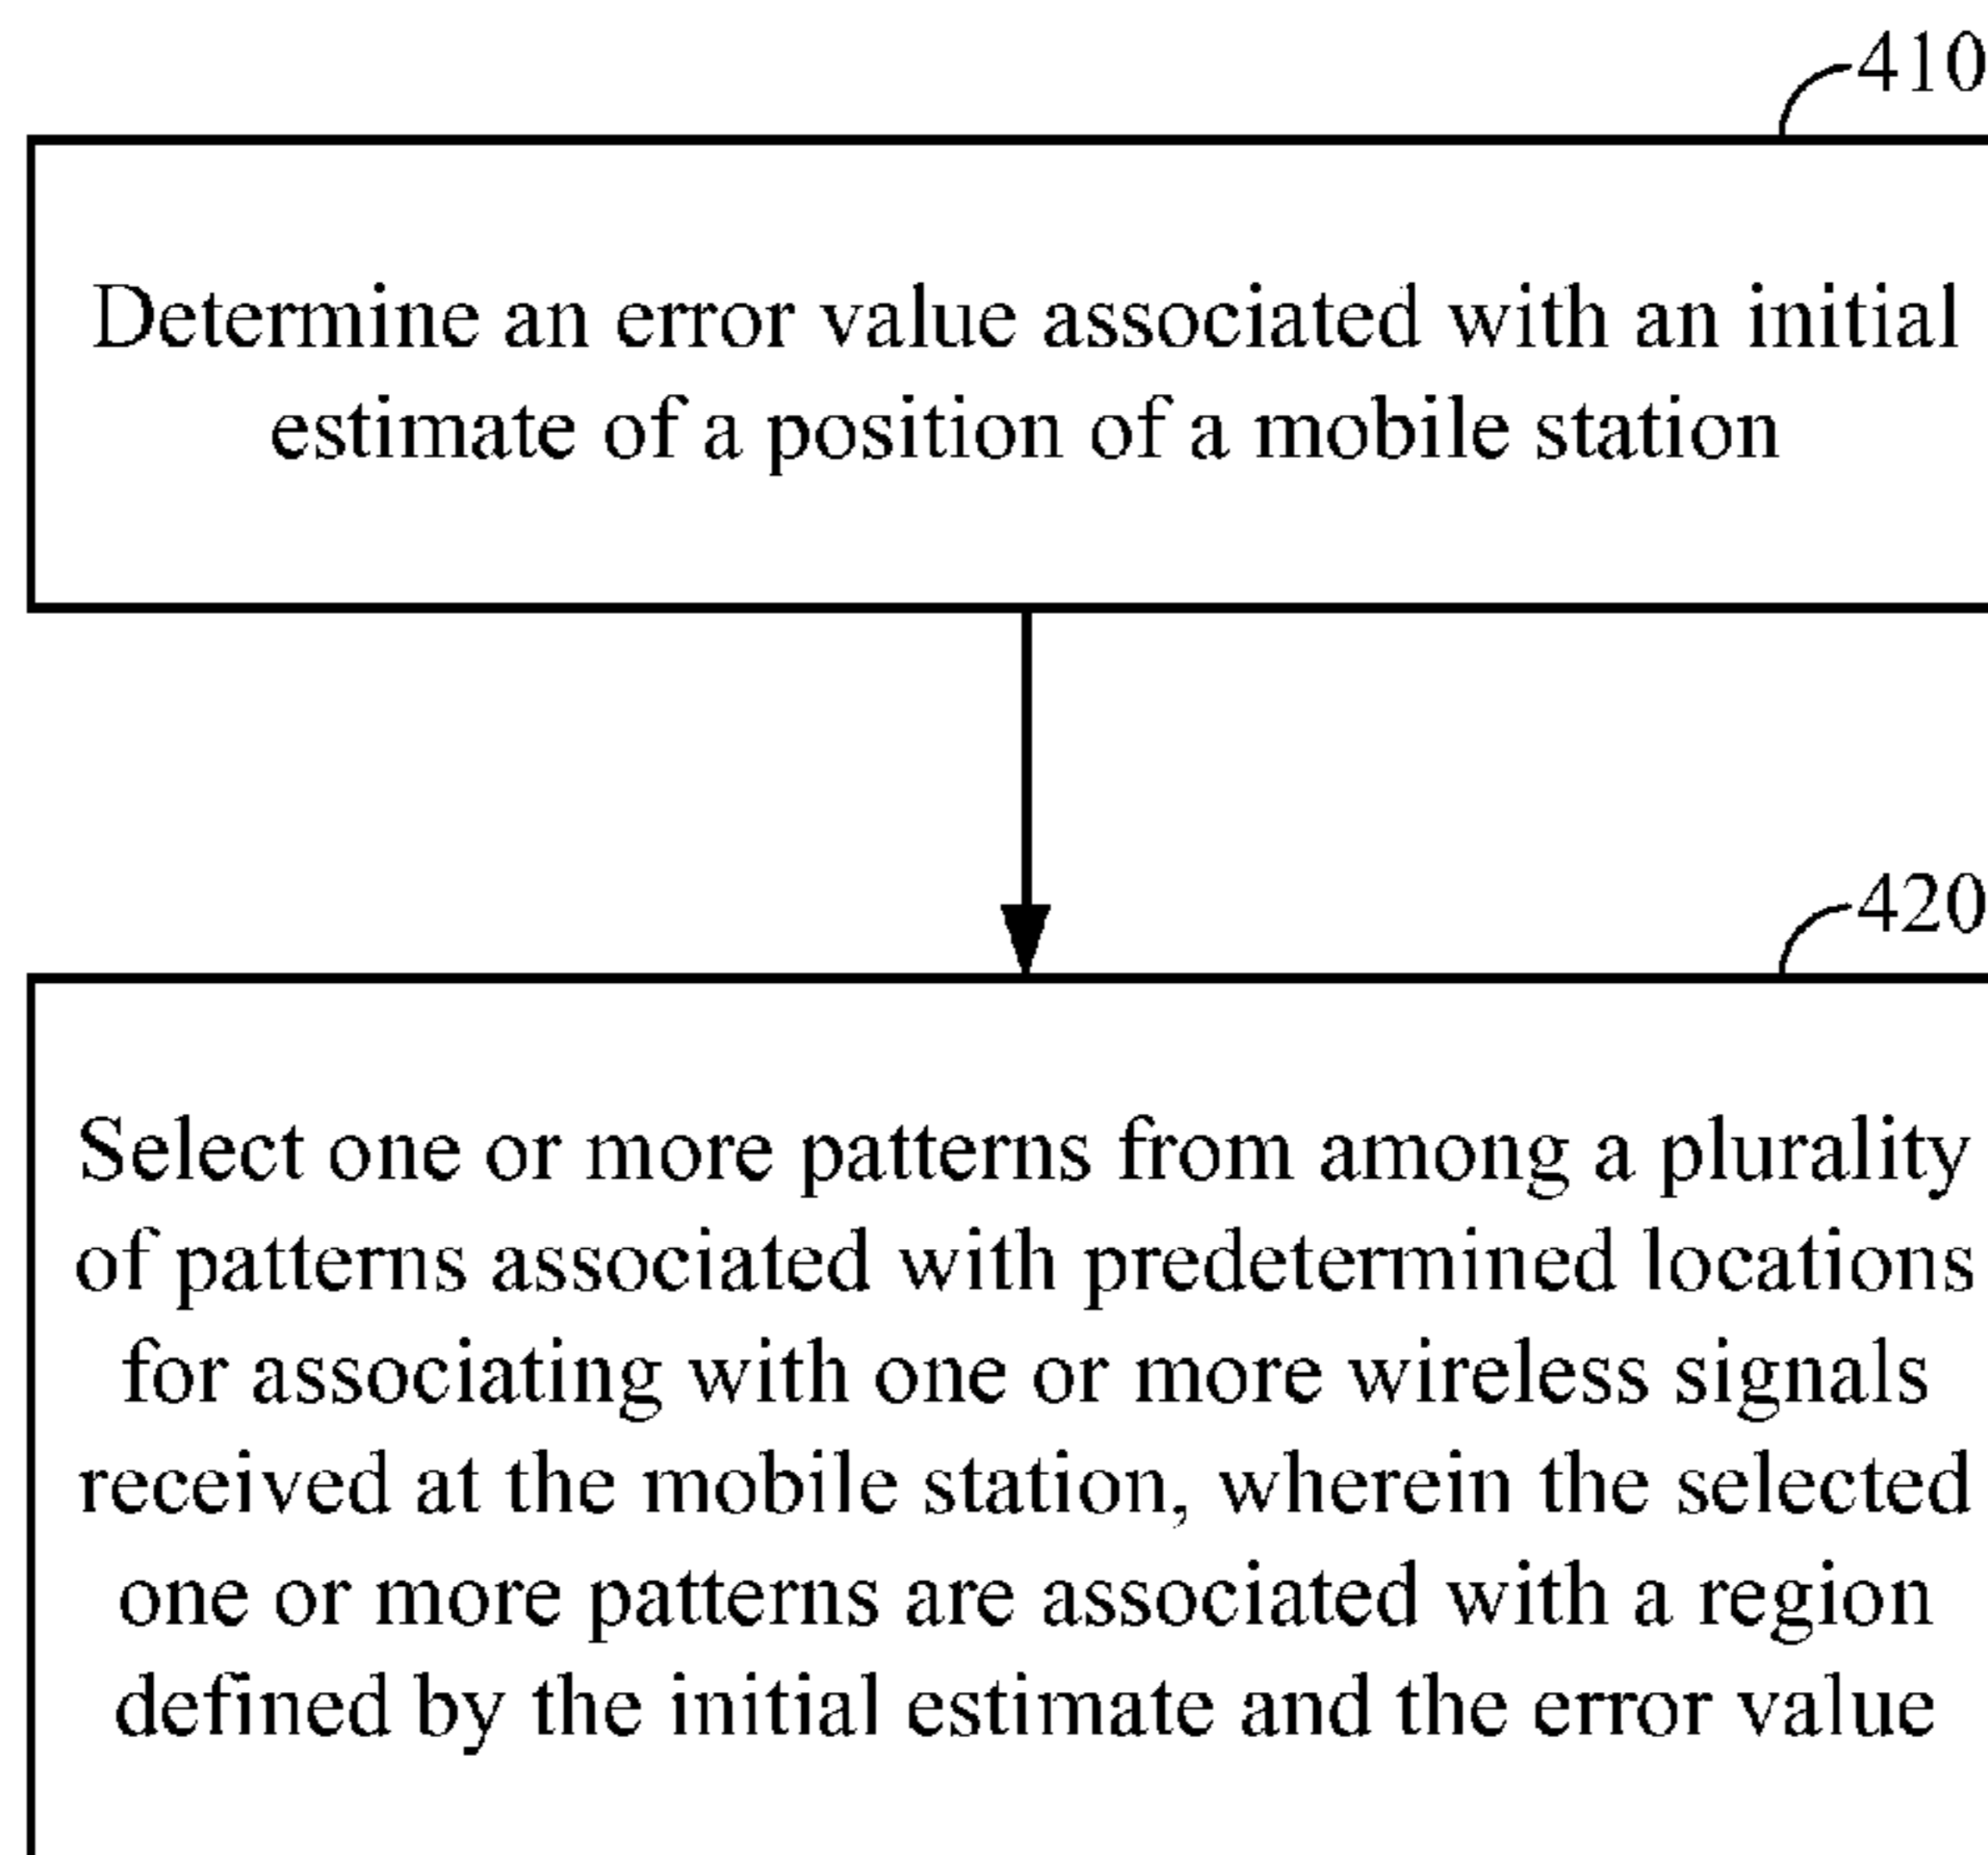 410
Determine an error value associated with an initial
estimate of a position of a mobile station
420
Select one or more patterns from among a plurality
of patterns associated with predetermined locations
for associating with one or more wireless signals
received at the mobile station, wherein the selected
one or more patterns are associated with a region
defined by the initial estimate and the error value